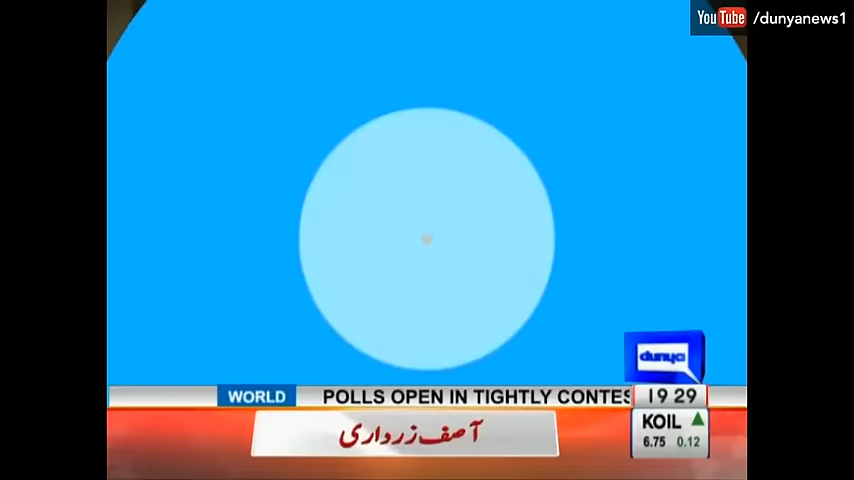 YouTube /dunyanews1
dunya
WORLD POLLS OPEN IN TIGHTLY CONTES
19 29
آصف زرداری
KOIL
6.75 0.12